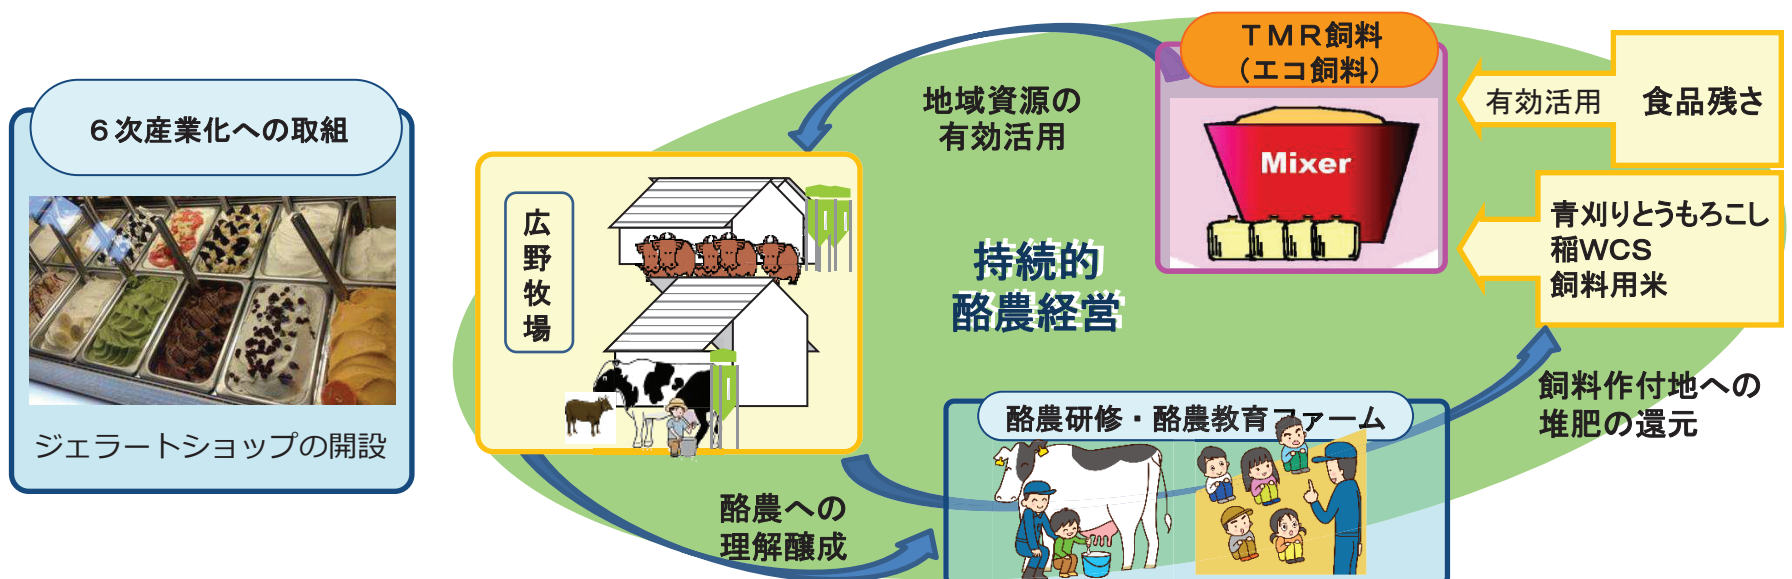 ６次産業化への取組
ジェラートショップの開設
広野牧場
地域資源の
有効活用
ＴＭＲ飼料
（エコ飼料）
Mixer
有効活用
食品残さ
青刈りとうもろこし
稲ＷＣＳ
飼料用米
持続的
酪農経営
飼料作付地への
堆肥の還元
酪農研修・酪農教育ファーム
酪農への
理解醸成